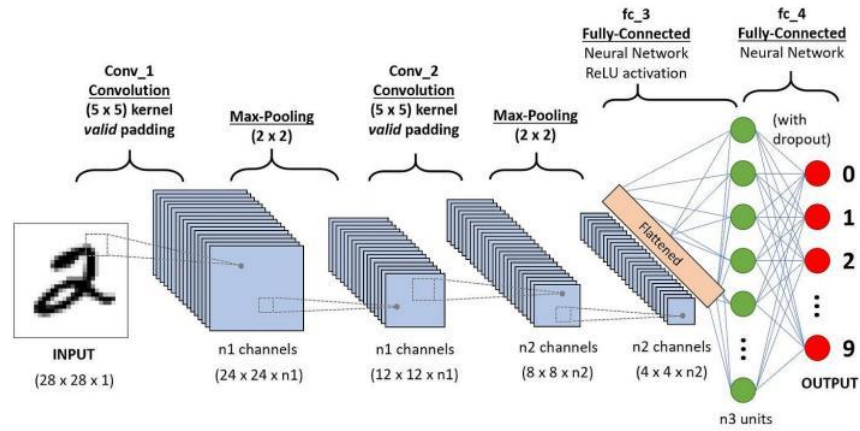 fc_3
Fully-Connected
Neural Network
ReLU activation
fc_4
Fully-Connected
Neural Network
Conv_1
Convolution
(5 x 5) kernel
valid padding
Max-Pooling
(2 x 2)
Conv_2
Convolution
(5 x 5) kernel
valid padding
Max-Pooling
(2 x 2)
(with
dropout)
Flattened
0
1
2
9
OUTPUT
INPUT
(28 x 28 x 1)
n1 channels
(24 x 24 x n1)
n1 channels
(12 x 12 x n1)
n2 channels
(8 x 8 x n2)
n2 channels
(4 x 4 x n2)
n3 units
2